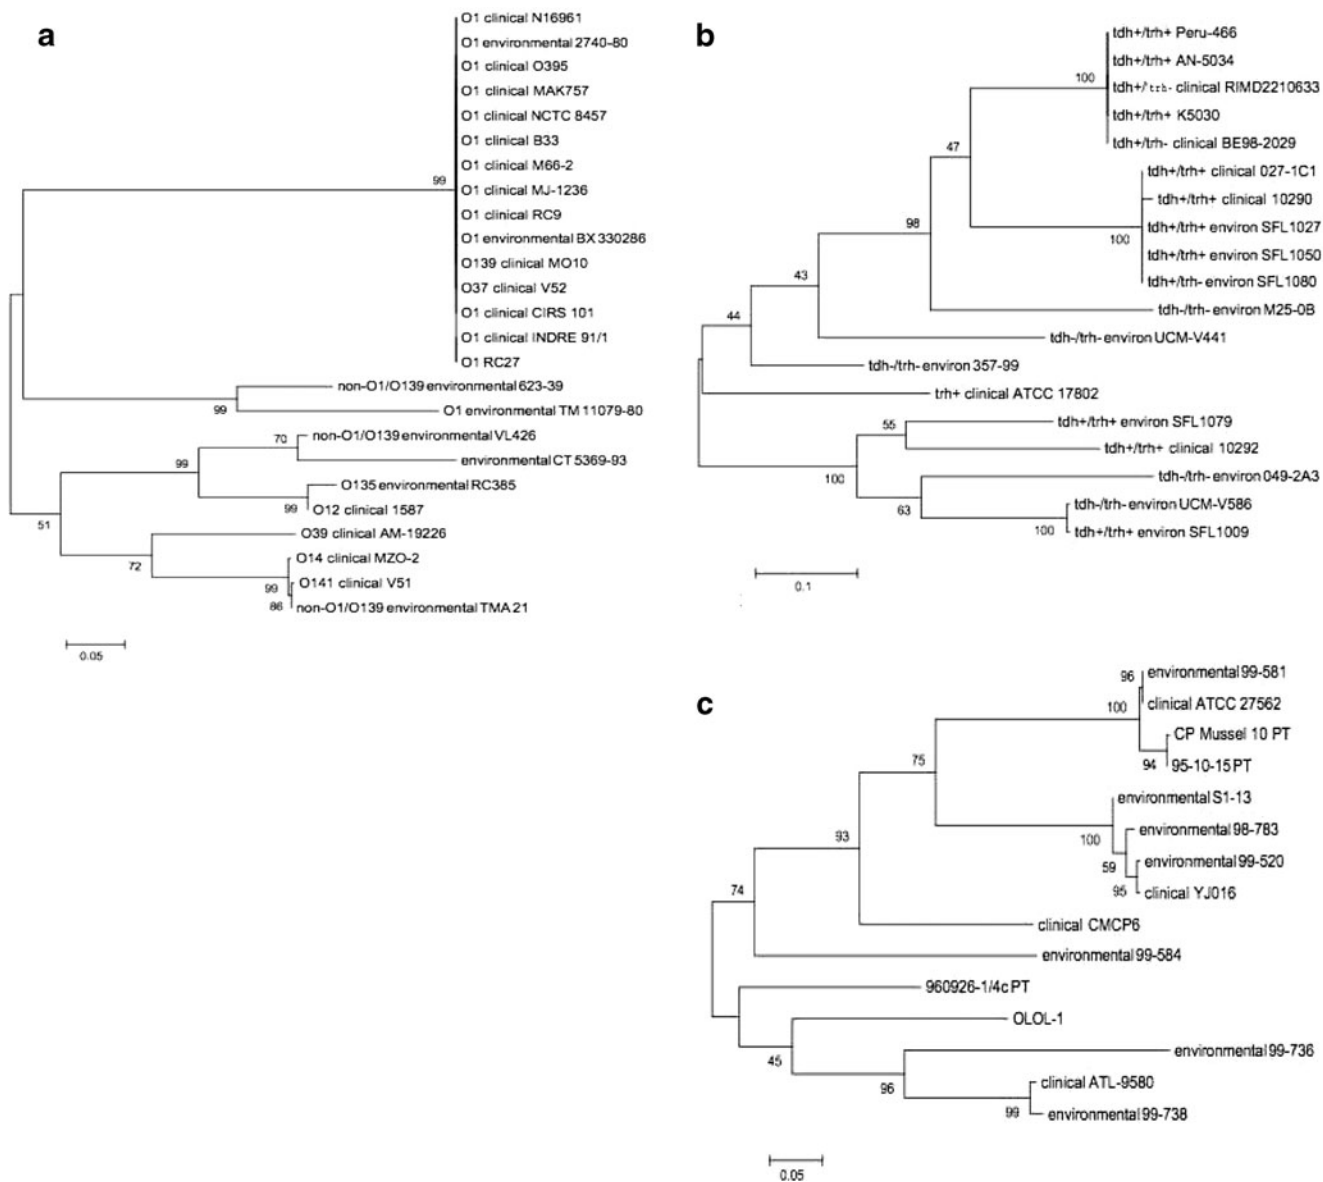 a
O1 clinical N16961
O1 environmental 2740-80
O1 clinical O395
O1 clinical MAK757
O1 clinical NCTC 8457
O1 clinical B33
O1 clinical M66-2
99
O1 clinical MJ-1236
O1 clinical RC9
O1 environmental BX 330286
O139 clinical MO10
O37 clinical V52
O1 clinical CIRS 101
O1 clinical INDRE 91/1
O1 RC27
non-O1/O139 environmental 623-39
99
O1 environmental TM 11079-80
70
non-O1/O139 environmental VL426
99
environmental CT 5369-93
O135 environmental RC385
99
O12 clinical 1587
51
O39 clinical AM-19226
72
O14 clinical MZO-2
99
O141 clinical V51
86
non-O1/O139 environmental TMA 21
0.05
b
tdh+/trh+ Peru-466
tdh+/trh+ AN-5034
100
tdh+/trh- clinical RIMD2210633
tdh+/trh+ K5030
tdh+/trh- clinical BE98-2029
47
tdh+/trh+ clinical 027-1C1
tdh+/trh+ clinical 10290
98
tdh+/trh+ environ SFL1027
100
tdh+/trh+ environ SFL1050
43
tdh+/trh- environ SFL1080
tdh-/trh- environ M25-0B
44
tdh-/trh- environ UCM-V441
tdh-/trh- environ 357-99
trh+ clinical ATCC 17802
55
tdh+/trh+ environ SFL1079
tdh+/trh+ clinical 10292
100
tdh-/trh- environ 049-2A3
63
tdh-/trh- environ UCM-V586
100
tdh+/trh+ environ SFL1009
0.1
c
96
environmental 99-581
100
clinical ATCC 27562
CP Mussel 10 PT
75
94
95-10-15 PT
environmental S1-13
93
100
environmental 98-783
59
environmental 99-520
95
clinical YJ016
74
clinical CMCP6
environmental 99-584
960926-1/4c PT
OLOL-1
45
environmental 99-736
96
clinical ATL-9580
99
environmental 99-738
0.05